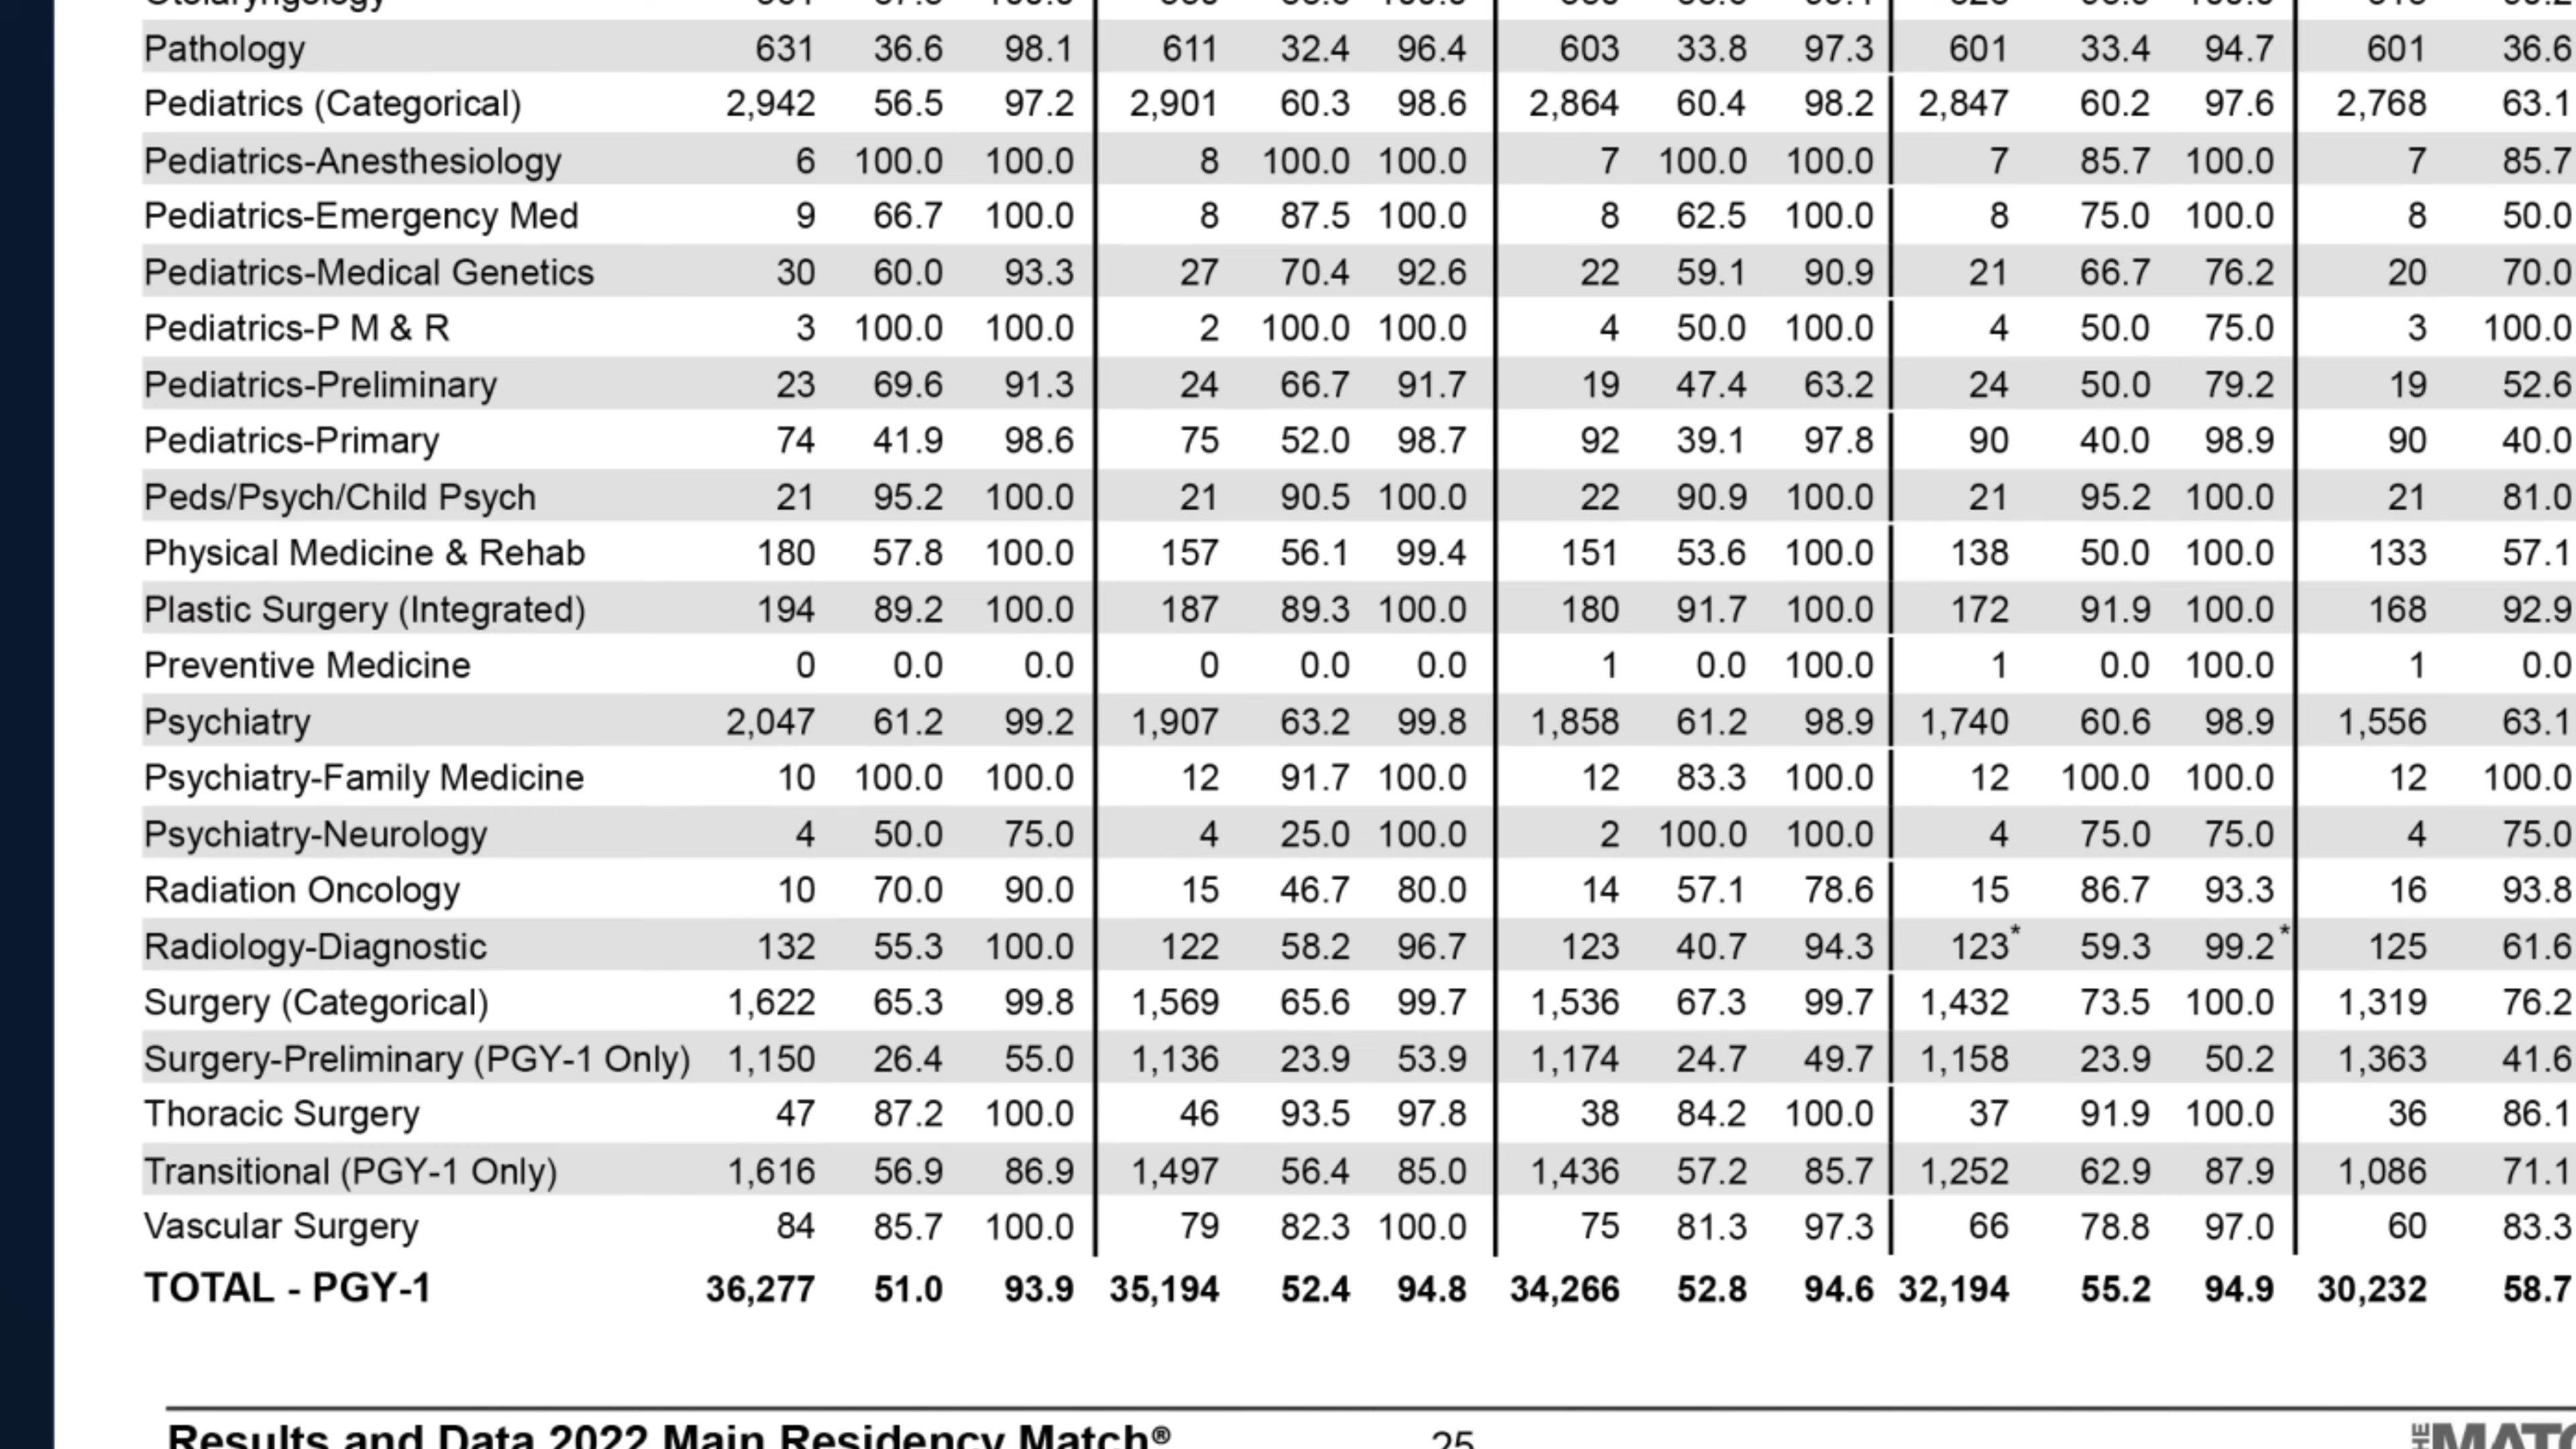 Pathology 631 36.6 98.1 611 32.4 96.4 603 33.8 97.3 601 33.4 94.7 601 36.6
Pediatrics (Categorical) 2,942 56.5 97.2 2,901 60.3 98.6 2,864 60.4 98.2 2,847 60.2 97.6 2,768 63.1
Pediatrics-Anesthesiology 6 100.0 100.0 8 100.0 100.0 7 100.0 100.0 7 85.7 100.0 7 85.7
Pediatrics-Emergency Med 9 66.7 100.0 8 87.5 100.0 8 62.5 100.0 8 75.0 100.0 8 50.0
Pediatrics-Medical Genetics 30 60.0 93.3 27 70.4 92.6 22 59.1 90.9 21 66.7 76.2 20 70.0
Pediatrics-P M & R 3 100.0 100.0 2 100.0 100.0 4 50.0 100.0 4 50.0 75.0 3 100.0
Pediatrics-Preliminary 23 69.6 91.3 24 66.7 91.7 19 47.4 63.2 24 50.0 79.2 19 52.6
Pediatrics-Primary 74 41.9 98.6 75 52.0 98.7 92 39.1 97.8 90 40.0 98.9 90 40.0
Peds/Psych/Child Psych 21 95.2 100.0 21 90.5 100.0 22 90.9 100.0 21 95.2 100.0 21 81.0
Physical Medicine & Rehab 180 57.8 100.0 157 56.1 99.4 151 53.6 100.0 138 50.0 100.0 133 57.1
Plastic Surgery (Integrated) 194 89.2 100.0 187 89.3 100.0 180 91.7 100.0 172 91.9 100.0 168 92.9
Preventive Medicine 0 0.0 0.0 0 0.0 0.0 1 0.0 100.0 1 0.0 100.0 1 0.0
Psychiatry 2,047 61.2 99.2 1,907 63.2 99.8 1,858 61.2 98.9 1,740 60.6 98.9 1,556 63.1
Psychiatry-Family Medicine 10 100.0 100.0 12 91.7 100.0 12 83.3 100.0 12 100.0 100.0 12 100.0
Psychiatry-Neurology 4 50.0 75.0 4 25.0 100.0 2 100.0 100.0 4 75.0 75.0 4 75.0
Radiation Oncology 10 70.0 90.0 15 46.7 80.0 14 57.1 78.6 15 86.7 93.3 16 93.8
Radiology-Diagnostic 132 55.3 100.0 122 58.2 96.7 123 40.7 94.3 123* 59.3 99.2* 125 61.6
Surgery (Categorical) 1,622 65.3 99.8 1,569 65.6 99.7 1,536 67.3 99.7 1,432 73.5 100.0 1,319 76.2
Surgery-Preliminary (PGY-1 Only) 1,150 26.4 55.0 1,136 23.9 53.9 1,174 24.7 49.7 1,158 23.9 50.2 1,363 41.6
Thoracic Surgery 47 87.2 100.0 46 93.5 97.8 38 84.2 100.0 37 91.9 100.0 36 86.1
Transitional (PGY-1 Only) 1,616 56.9 86.9 1,497 56.4 85.0 1,436 57.2 85.7 1,252 62.9 87.9 1,086 71.1
Vascular Surgery 84 85.7 100.0 79 82.3 100.0 75 81.3 97.3 66 78.8 97.0 60 83.3
TOTAL - PGY-1 36,277 51.0 93.9 35,194 52.4 94.8 34,266 52.8 94.6 32,194 55.2 94.9 30,232 58.7
Results and Data 2022 Main Residency Match® 25